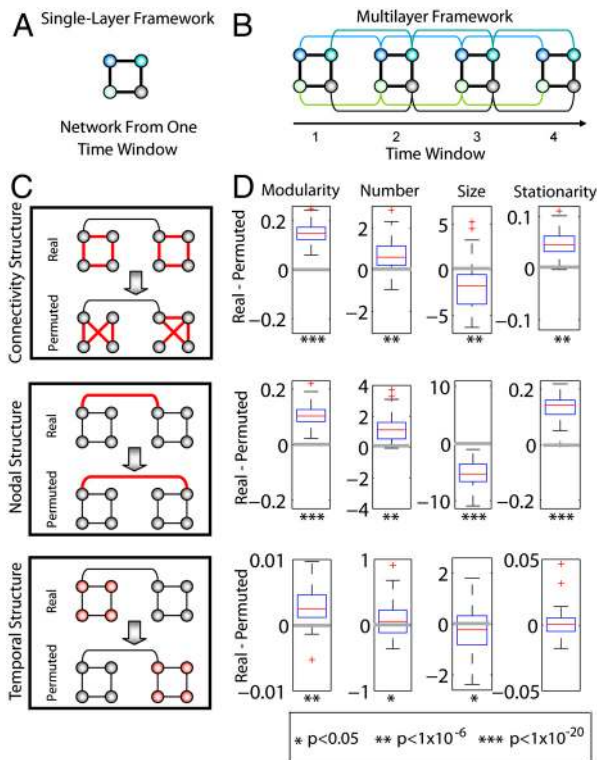 A Single-Layer Framework
Network From One
Time Window
B Multilayer Framework
1 2 3 4
Time Window
C
Connectivity Structure
Real
Permuted
Nodal Structure
Real
Permuted
Temporal Structure
Real
Permuted
D Modularity Number Size Stationarity
Real - Permuted
0.2
0
−0.2
***
2
0
−2
**
5
0
−5
**
0.1
0
−0.1
**
Real - Permuted
0.2
0
−0.2
***
4
2
0
−2
−4
**
10
0
−10
***
0.2
0
−0.2
***
Real - Permuted
0.01
0
−0.01
**
1
0
−1
*
2
0
−2
*
0.05
0
−0.05
* p<0.05 ** p<1x10⁻⁶ *** p<1x10⁻²⁰